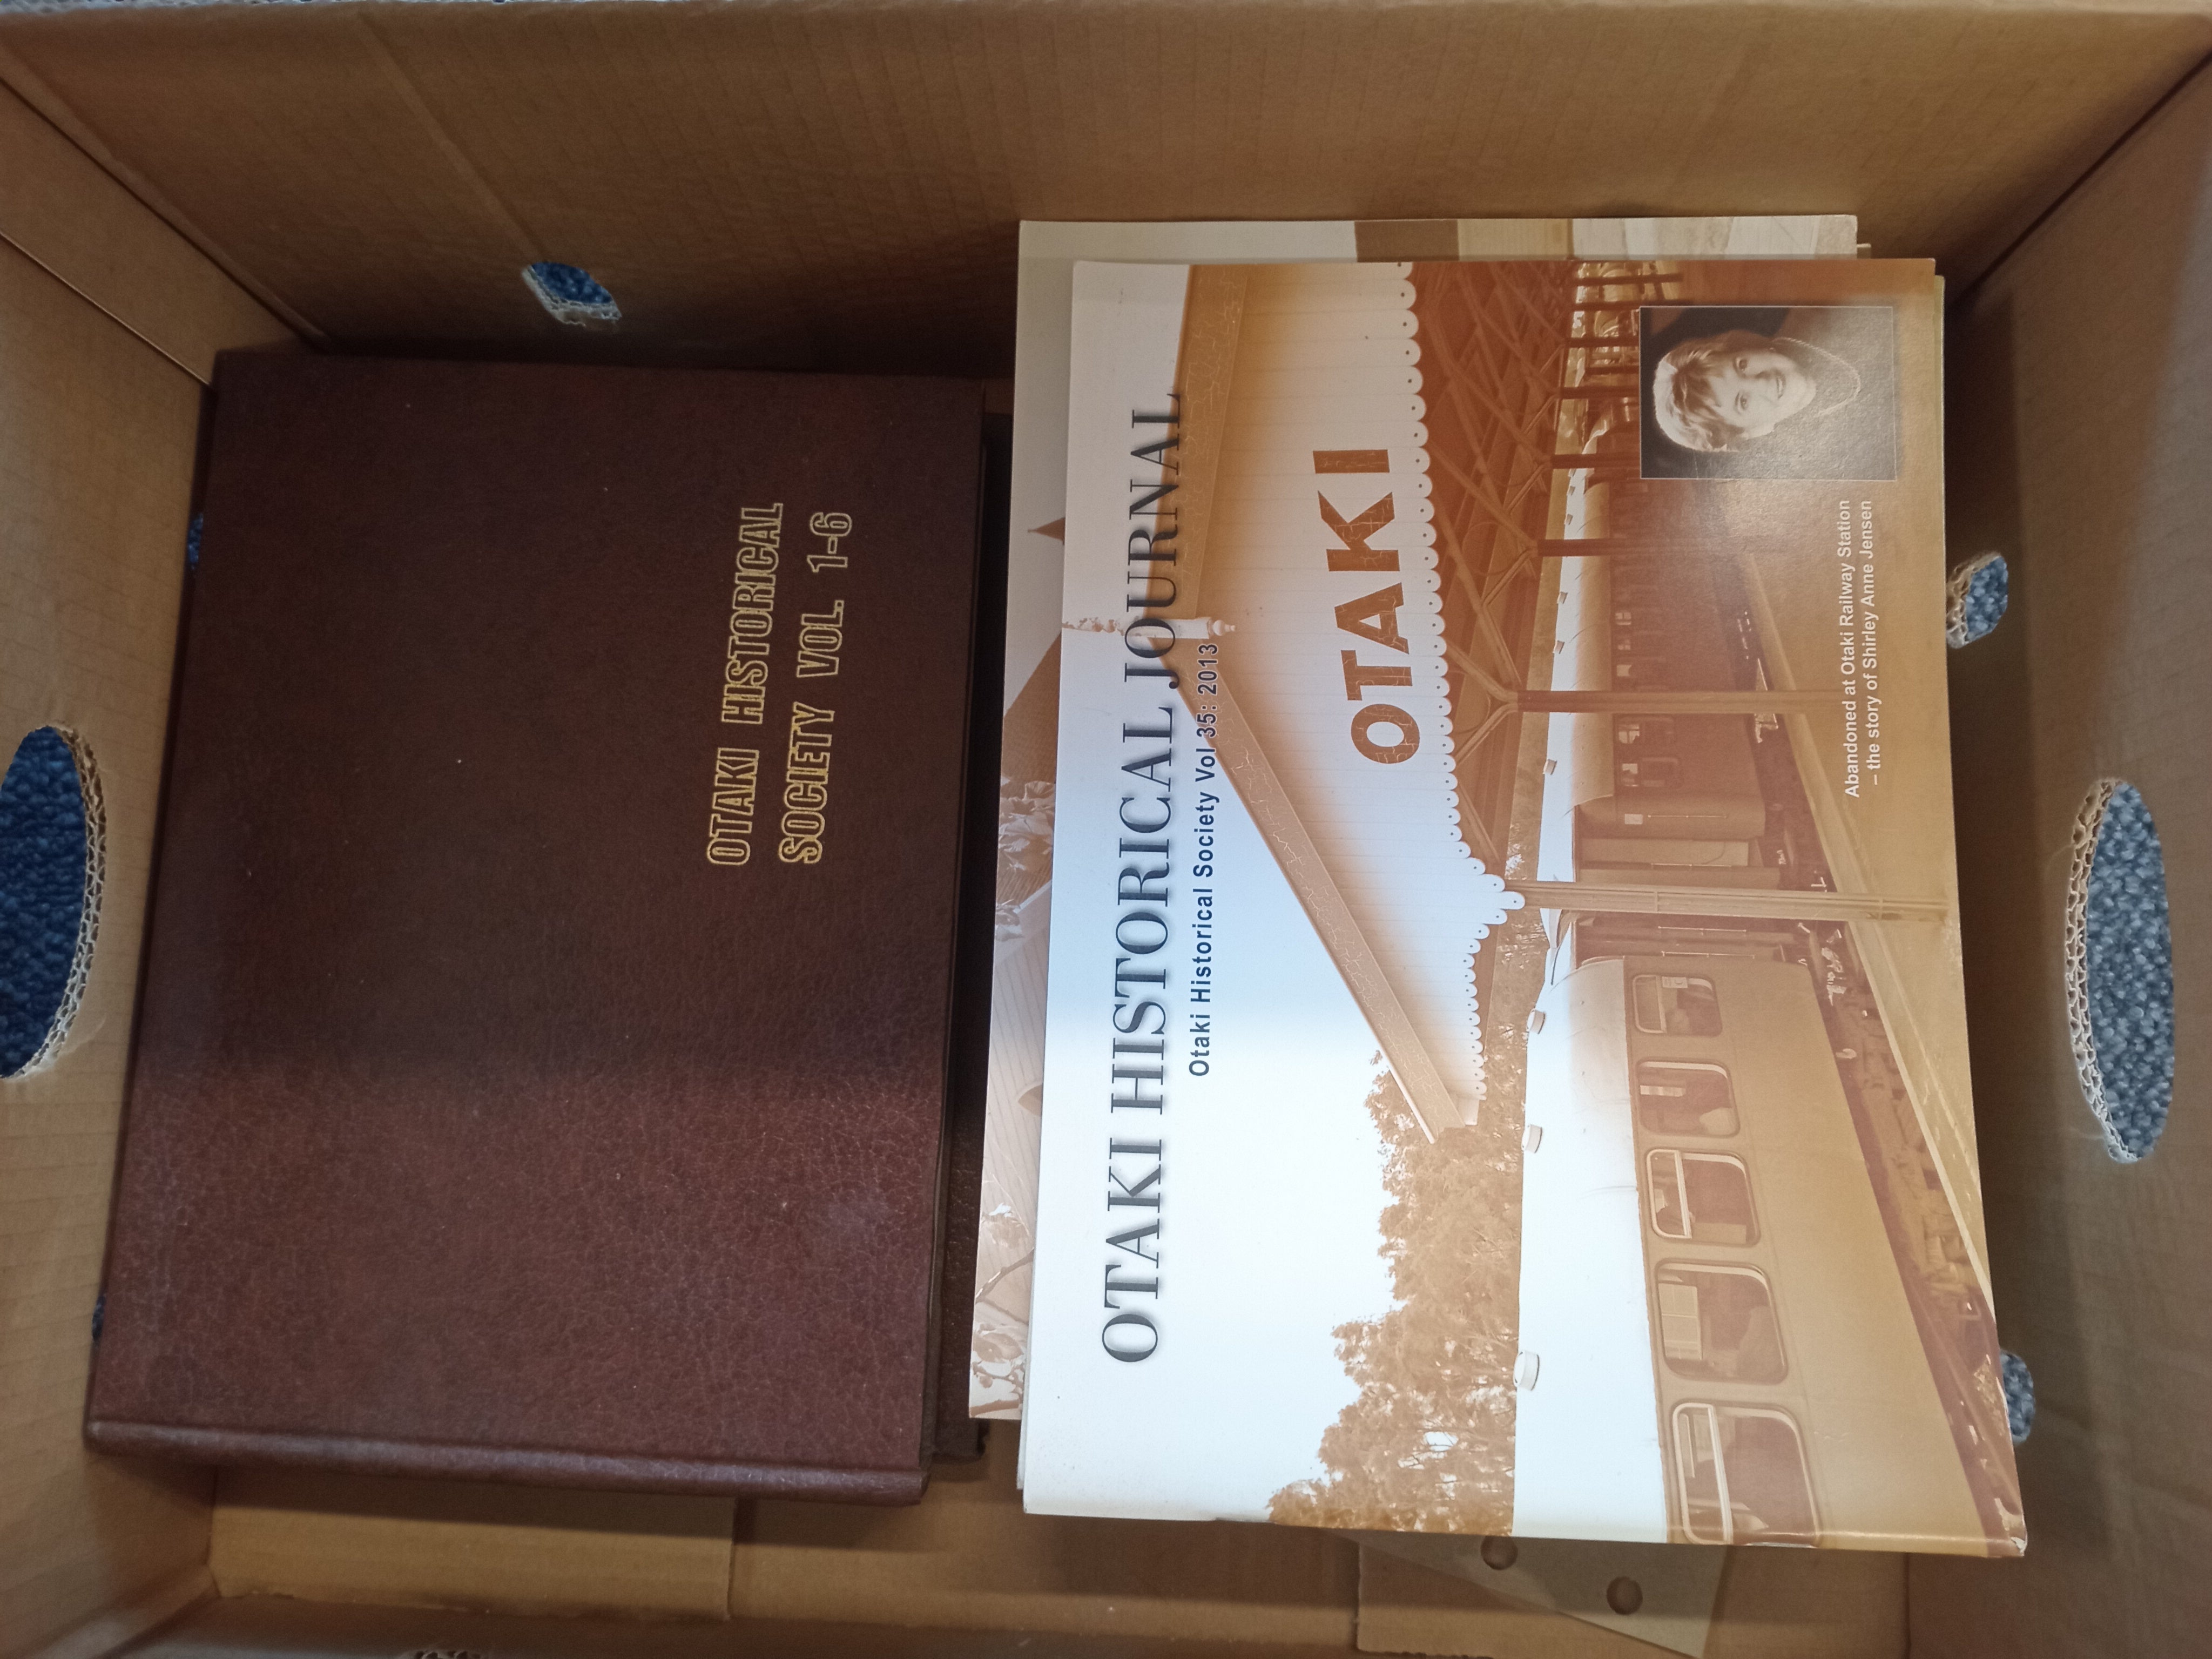 OTAKI HISTORICAL
SOCIETY VOL 1-6
OTAKI HISTORICAL JOURNAL
Otaki Historical Society Vol 35: 2013
OTAKI
Abandoned at Otaki Railway Station
– the story of Shirley Anne Jensen